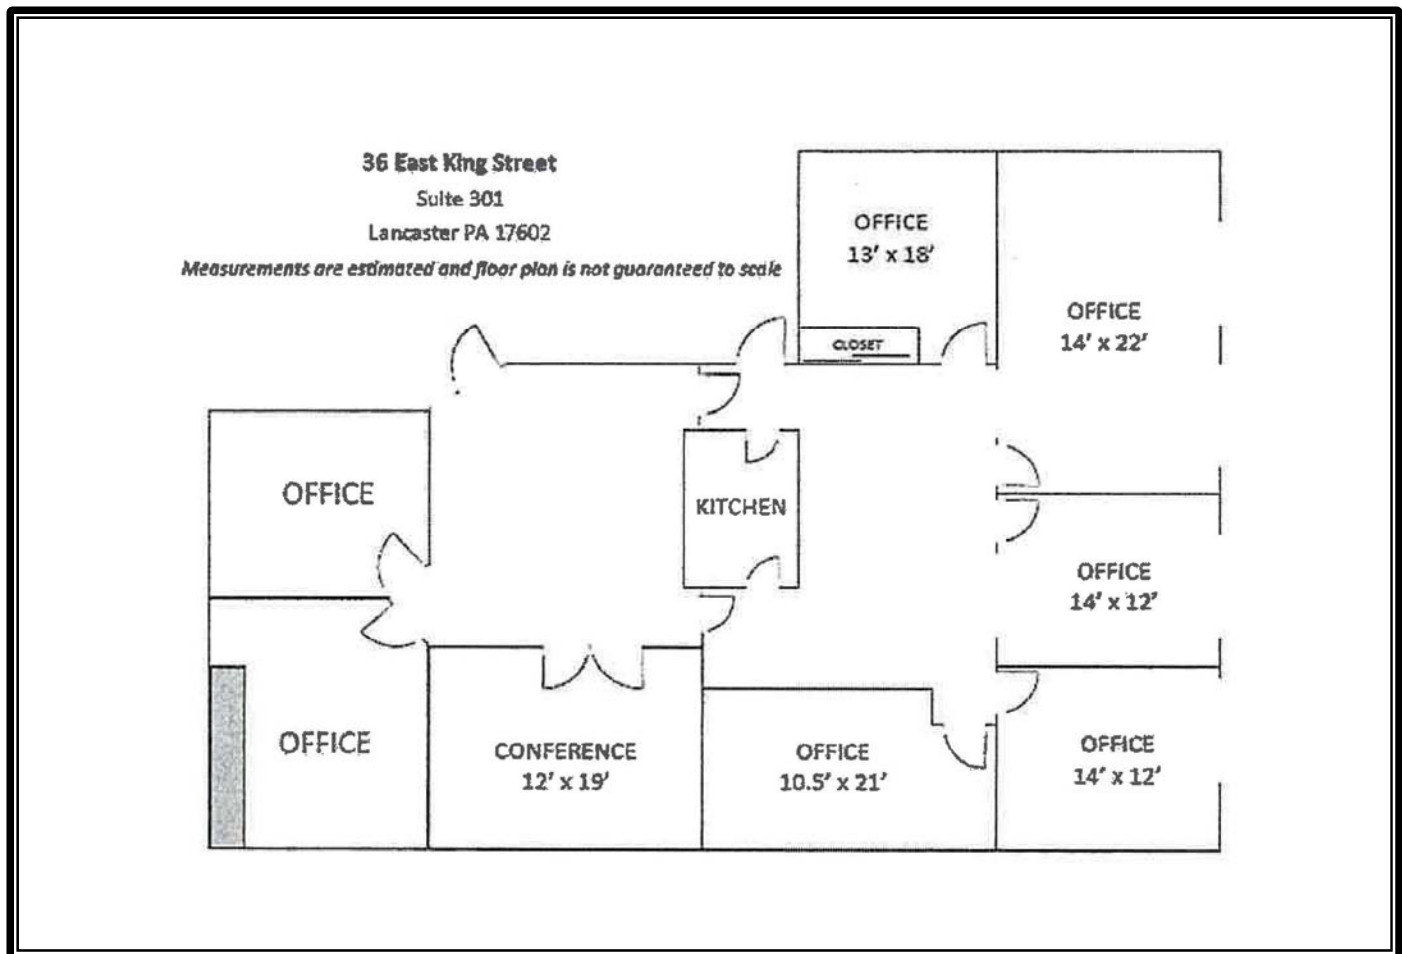 36 East King Street
Suite 301
Lancaster PA 17602
Measurements are estimated and floor plan is not guaranteed to scale
OFFICE
13' x 18'
OFFICE
14' x 22'
CLOSET
OFFICE
KITCHEN
OFFICE
14' x 12'
OFFICE
CONFERENCE
12' x 19'
OFFICE
10.5' x 21'
OFFICE
14' x 12'